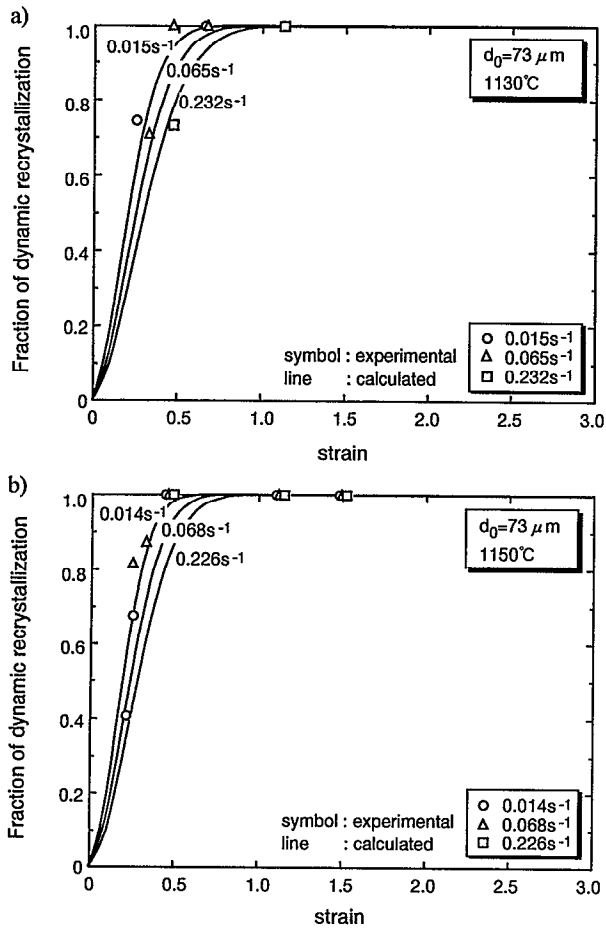 a)
Fraction of dynamic recrystallization
1.0
0.8
0.6
0.4
0.2
0
0.015s⁻¹
0.065s⁻¹
0.232s⁻¹
d₀=73 μm
1130℃
symbol : experimental
line : calculated
0.015s⁻¹
0.065s⁻¹
0.232s⁻¹
0 0.5 1.0 1.5 2.0 2.5 3.0
strain
b)
Fraction of dynamic recrystallization
1.0
0.8
0.6
0.4
0.2
0
0.014s⁻¹
0.068s⁻¹
0.226s⁻¹
d₀=73 μm
1150℃
symbol : experimental
line : calculated
0.014s⁻¹
0.068s⁻¹
0.226s⁻¹
0 0.5 1.0 1.5 2.0 2.5 3.0
strain